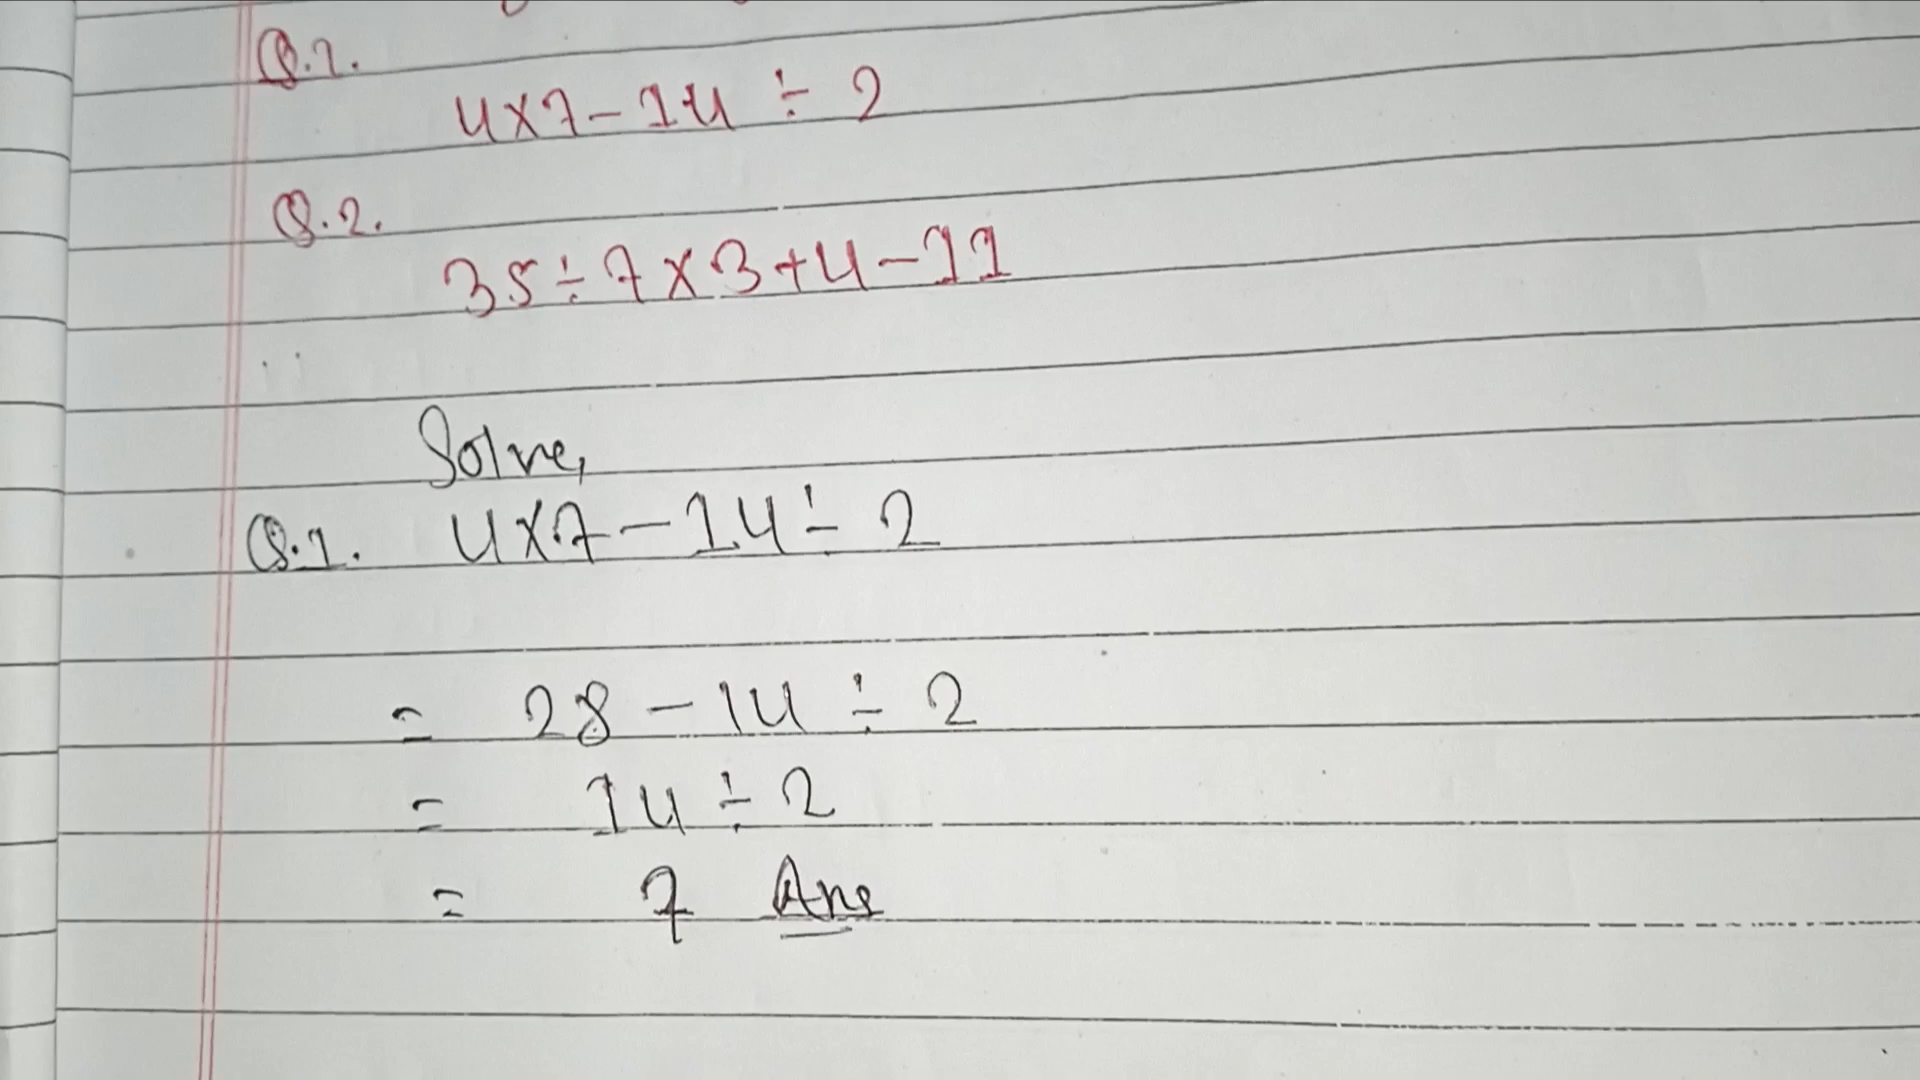 Q.1.
4×7-14÷2
Q.2.
35÷7×3+4-11
Solve,
Q.1. 4×7-14÷2
= 28-14÷2
= 14÷2
= 7 Ans